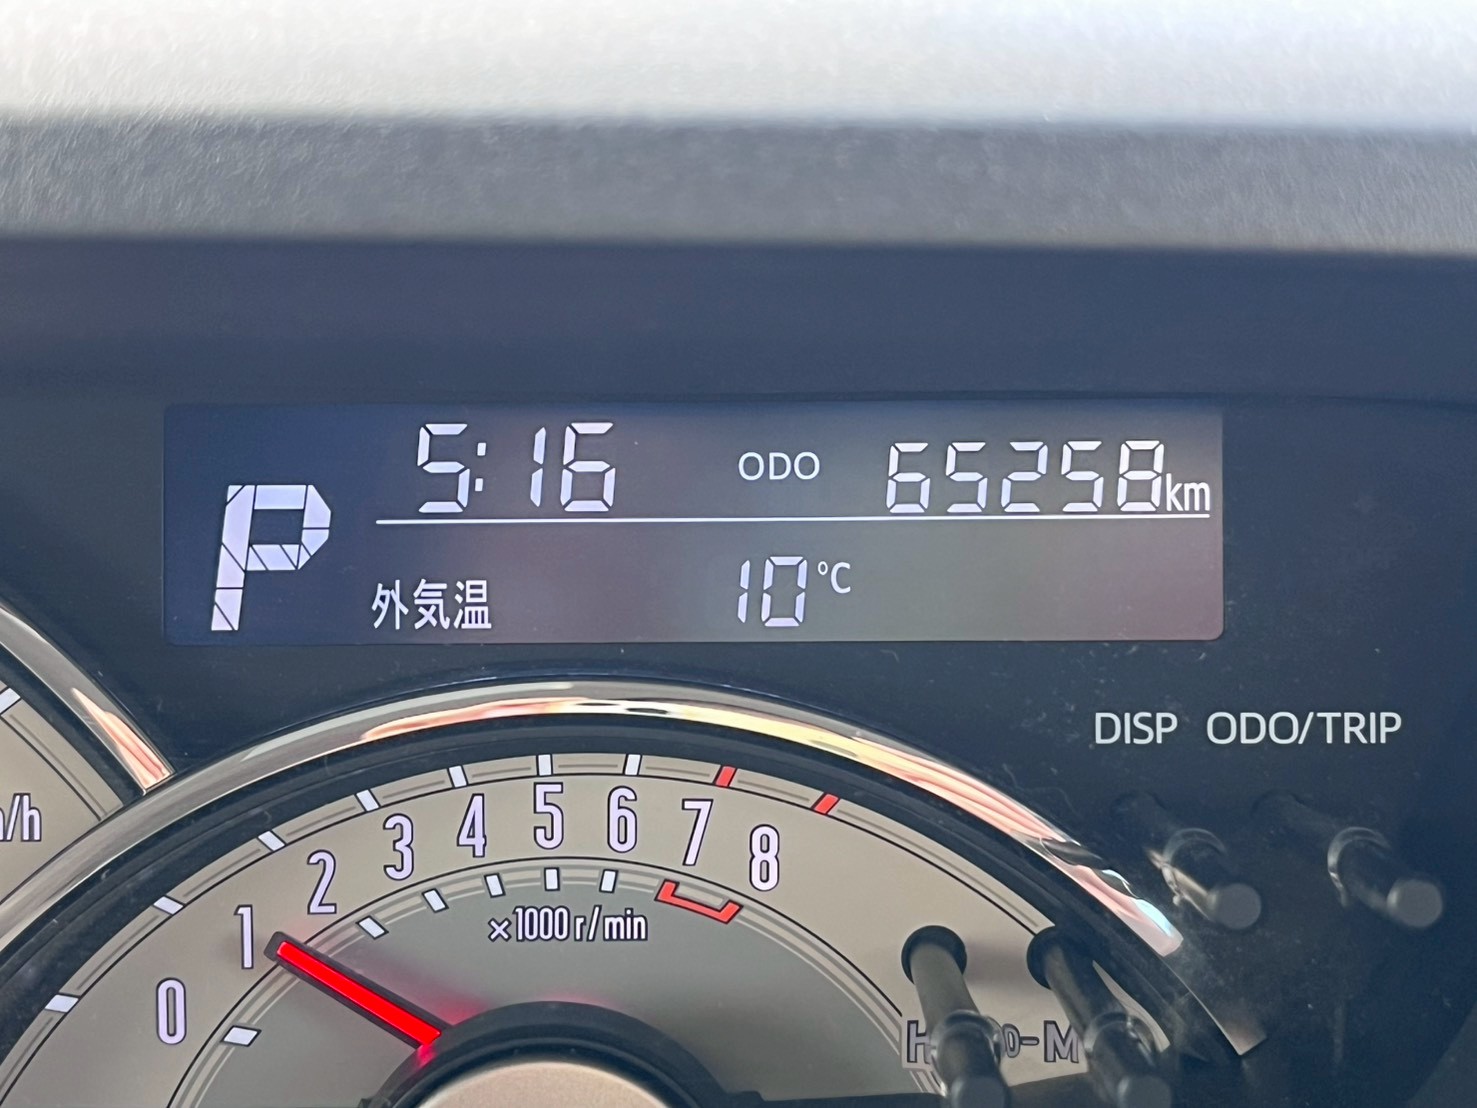 5:16 ODO 65258km
P
外気温 10℃
DISP ODO/TRIP
/h
0 1 2 3 4 5 6 7 8
×1000r/min